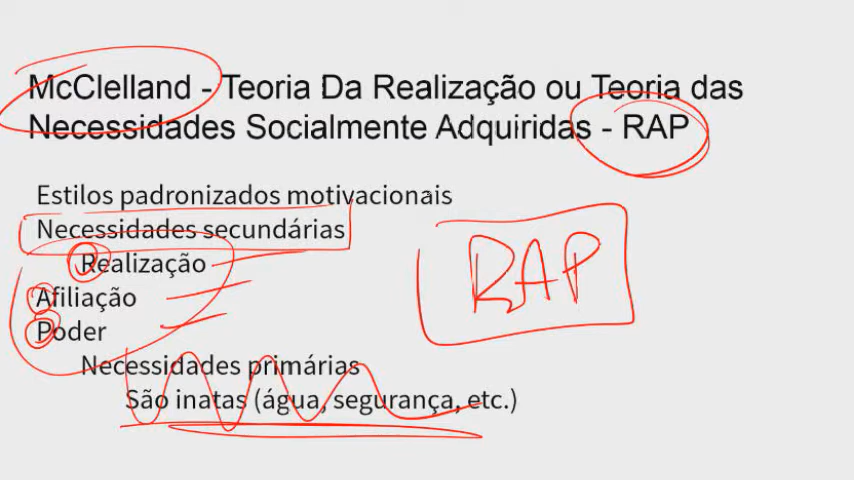 McClelland - Teoria Da Realização ou Teoria das
Necessidades Socialmente Adquiridas - RAP
Estilos padronizados motivacionais
Necessidades secundárias
Realização
RAP
Afiliação
Poder
Necessidades primárias
São inatas (água, segurança, etc.)